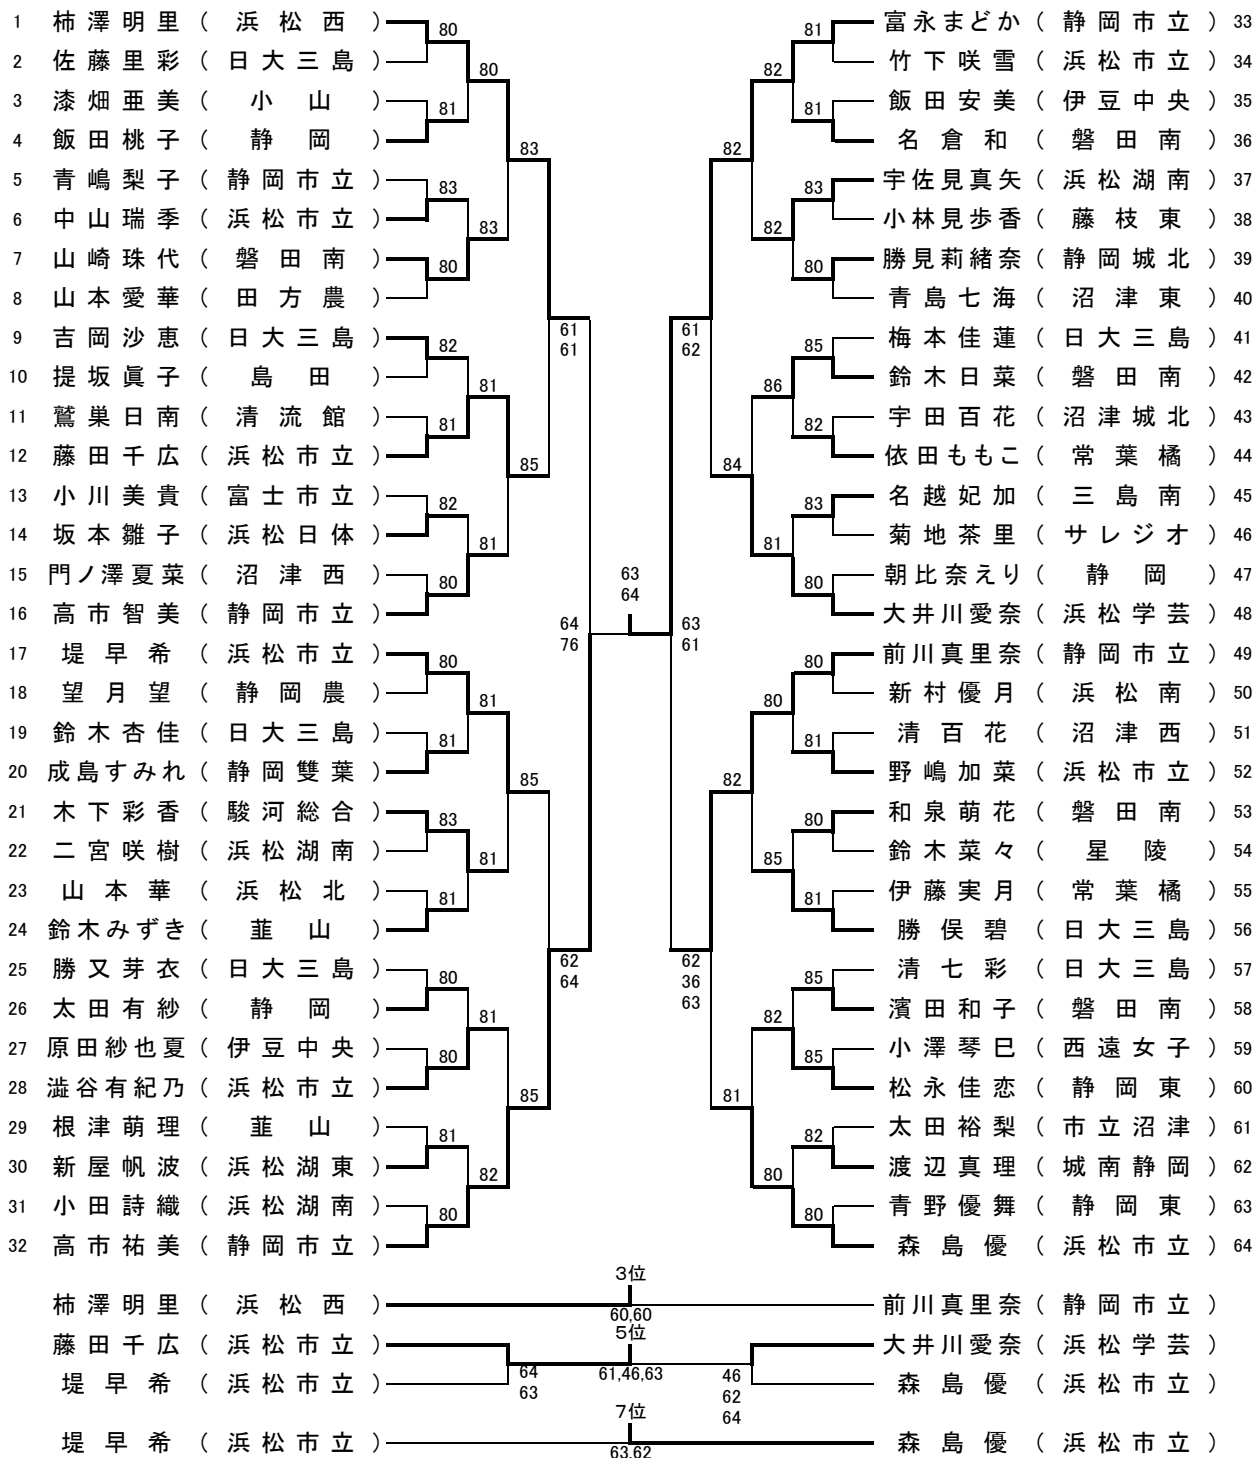 1 柿澤明里 （ 浜松西 ）
2 佐藤里彩 （ 日大三島 ）
3 漆畑亜美 （ 小山 ）
4 飯田桃子 （ 静岡 ）
5 青嶋梨子 （ 静岡市立 ）
6 中山瑞季 （ 浜松市立 ）
7 山崎珠代 （ 磐田南 ）
8 山本愛華 （ 田方農 ）
9 吉岡沙恵 （ 日大三島 ）
10 提坂眞子 （ 島田 ）
11 鷲巣日南 （ 清流館 ）
12 藤田千広 （ 浜松市立 ）
13 小川美貴 （ 富士市立 ）
14 坂本雛子 （ 浜松日体 ）
15 門ノ澤夏菜 （ 沼津西 ）
16 高市智美 （ 静岡市立 ）
17 堤早希 （ 浜松市立 ）
18 望月望 （ 静岡農 ）
19 鈴木杏佳 （ 日大三島 ）
20 成島すみれ （ 静岡雙葉 ）
21 木下彩香 （ 駿河総合 ）
22 二宮咲樹 （ 浜松湖南 ）
23 山本華 （ 浜松北 ）
24 鈴木みずき （ 韮山 ）
25 勝又芽衣 （ 日大三島 ）
26 太田有紗 （ 静岡 ）
27 原田紗也夏 （ 伊豆中央 ）
28 澁谷有紀乃 （ 浜松市立 ）
29 根津萌理 （ 韮山 ）
30 新屋帆波 （ 浜松湖東 ）
31 小田詩織 （ 浜松湖南 ）
32 高市祐美 （ 静岡市立 ）
80
81
83
80
82
81
82
80
80
81
83
81
80
80
81
80
80
83
81
81
81
81
81
82
83
85
85
85
61
61
62
64
64
76
63
64
63
61
61
62
62
36
63
82
84
82
81
82
82
86
81
80
85
82
80
81
81
83
80
85
82
83
80
80
81
80
81
85
85
82
80
富永まどか （ 静岡市立 ） 33
竹下咲雪 （ 浜松市立 ） 34
飯田安美 （ 伊豆中央 ） 35
名倉和 （ 磐田南 ） 36
宇佐見真矢 （ 浜松湖南 ） 37
小林見歩香 （ 藤枝東 ） 38
勝見莉緒奈 （ 静岡城北 ） 39
青島七海 （ 沼津東 ） 40
梅本佳蓮 （ 日大三島 ） 41
鈴木日菜 （ 磐田南 ） 42
宇田百花 （ 沼津城北 ） 43
依田ももこ （ 常葉橘 ） 44
名越妃加 （ 三島南 ） 45
菊地茶里 （ サレジオ ） 46
朝比奈えり （ 静岡 ） 47
大井川愛奈 （ 浜松学芸 ） 48
前川真里奈 （ 静岡市立 ） 49
新村優月 （ 浜松南 ） 50
清百花 （ 沼津西 ） 51
野嶋加菜 （ 浜松市立 ） 52
和泉萌花 （ 磐田南 ） 53
鈴木菜々 （ 星陵 ） 54
伊藤実月 （ 常葉橘 ） 55
勝俣碧 （ 日大三島 ） 56
清七彩 （ 日大三島 ） 57
濱田和子 （ 磐田南 ） 58
小澤琴巳 （ 西遠女子 ） 59
松永佳恋 （ 静岡東 ） 60
太田裕梨 （ 市立沼津 ） 61
渡辺真理 （ 城南静岡 ） 62
青野優舞 （ 静岡東 ） 63
森島優 （ 浜松市立 ） 64
3位
柿澤明里 （ 浜松西 ） 60,60 前川真里奈 （ 静岡市立 ）
5位
藤田千広 （ 浜松市立 ） 大井川愛奈 （ 浜松学芸 ）
64
63
61,46,63
46
62
64
堤早希 （ 浜松市立 ） 森島優 （ 浜松市立 ）
7位
堤早希 （ 浜松市立 ） 63,62 森島優 （ 浜松市立 ）